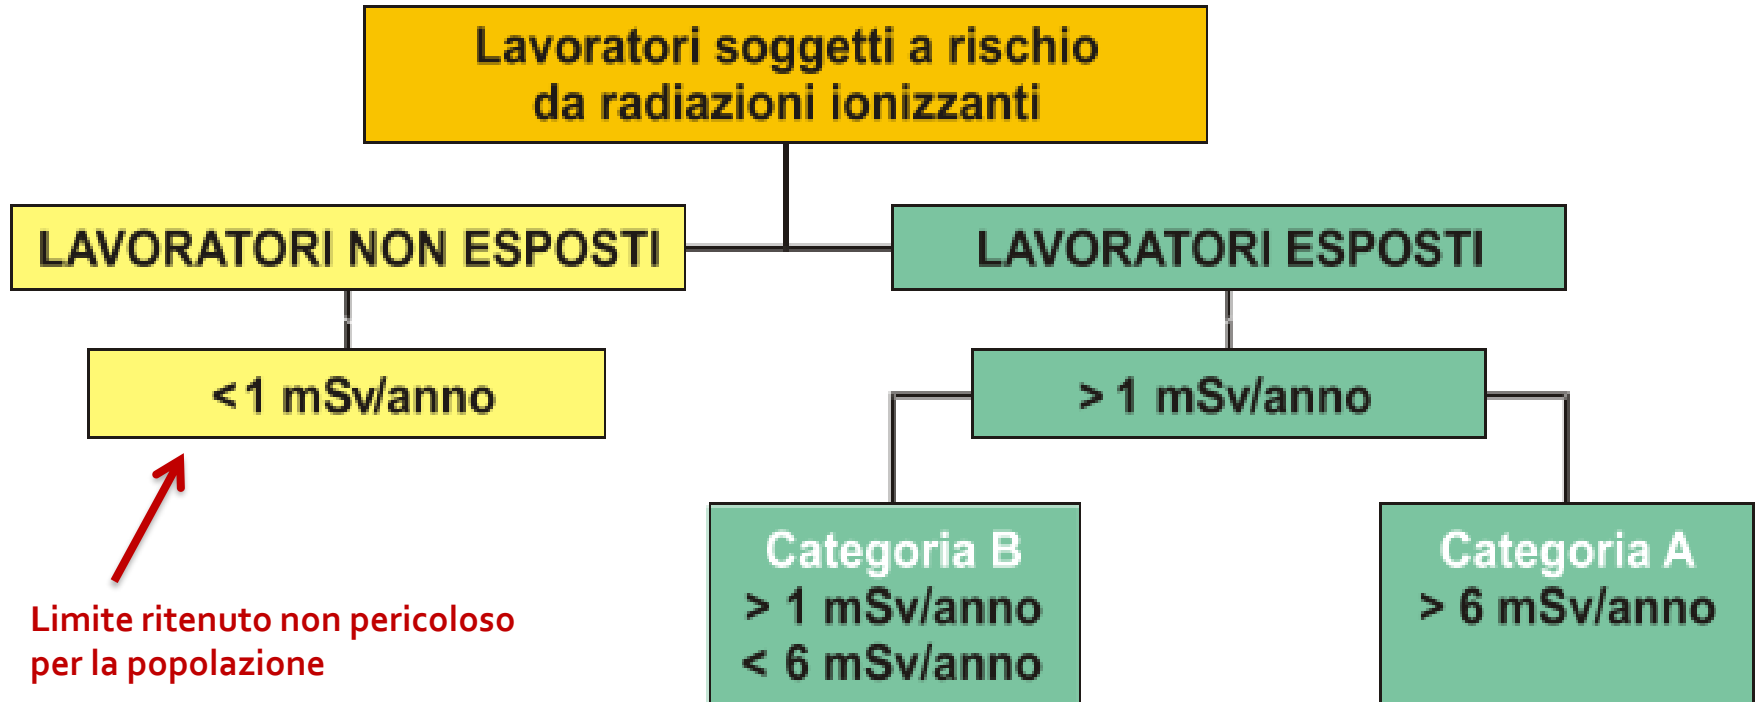 Lavoratori soggetti a rischio
da radiazioni ionizzanti
LAVORATORI NON ESPOSTI
LAVORATORI ESPOSTI
< 1 mSv/anno
> 1 mSv/anno
Limite ritenuto non pericoloso
per la popolazione
Categoria B
> 1 mSv/anno
< 6 mSv/anno
Categoria A
> 6 mSv/anno